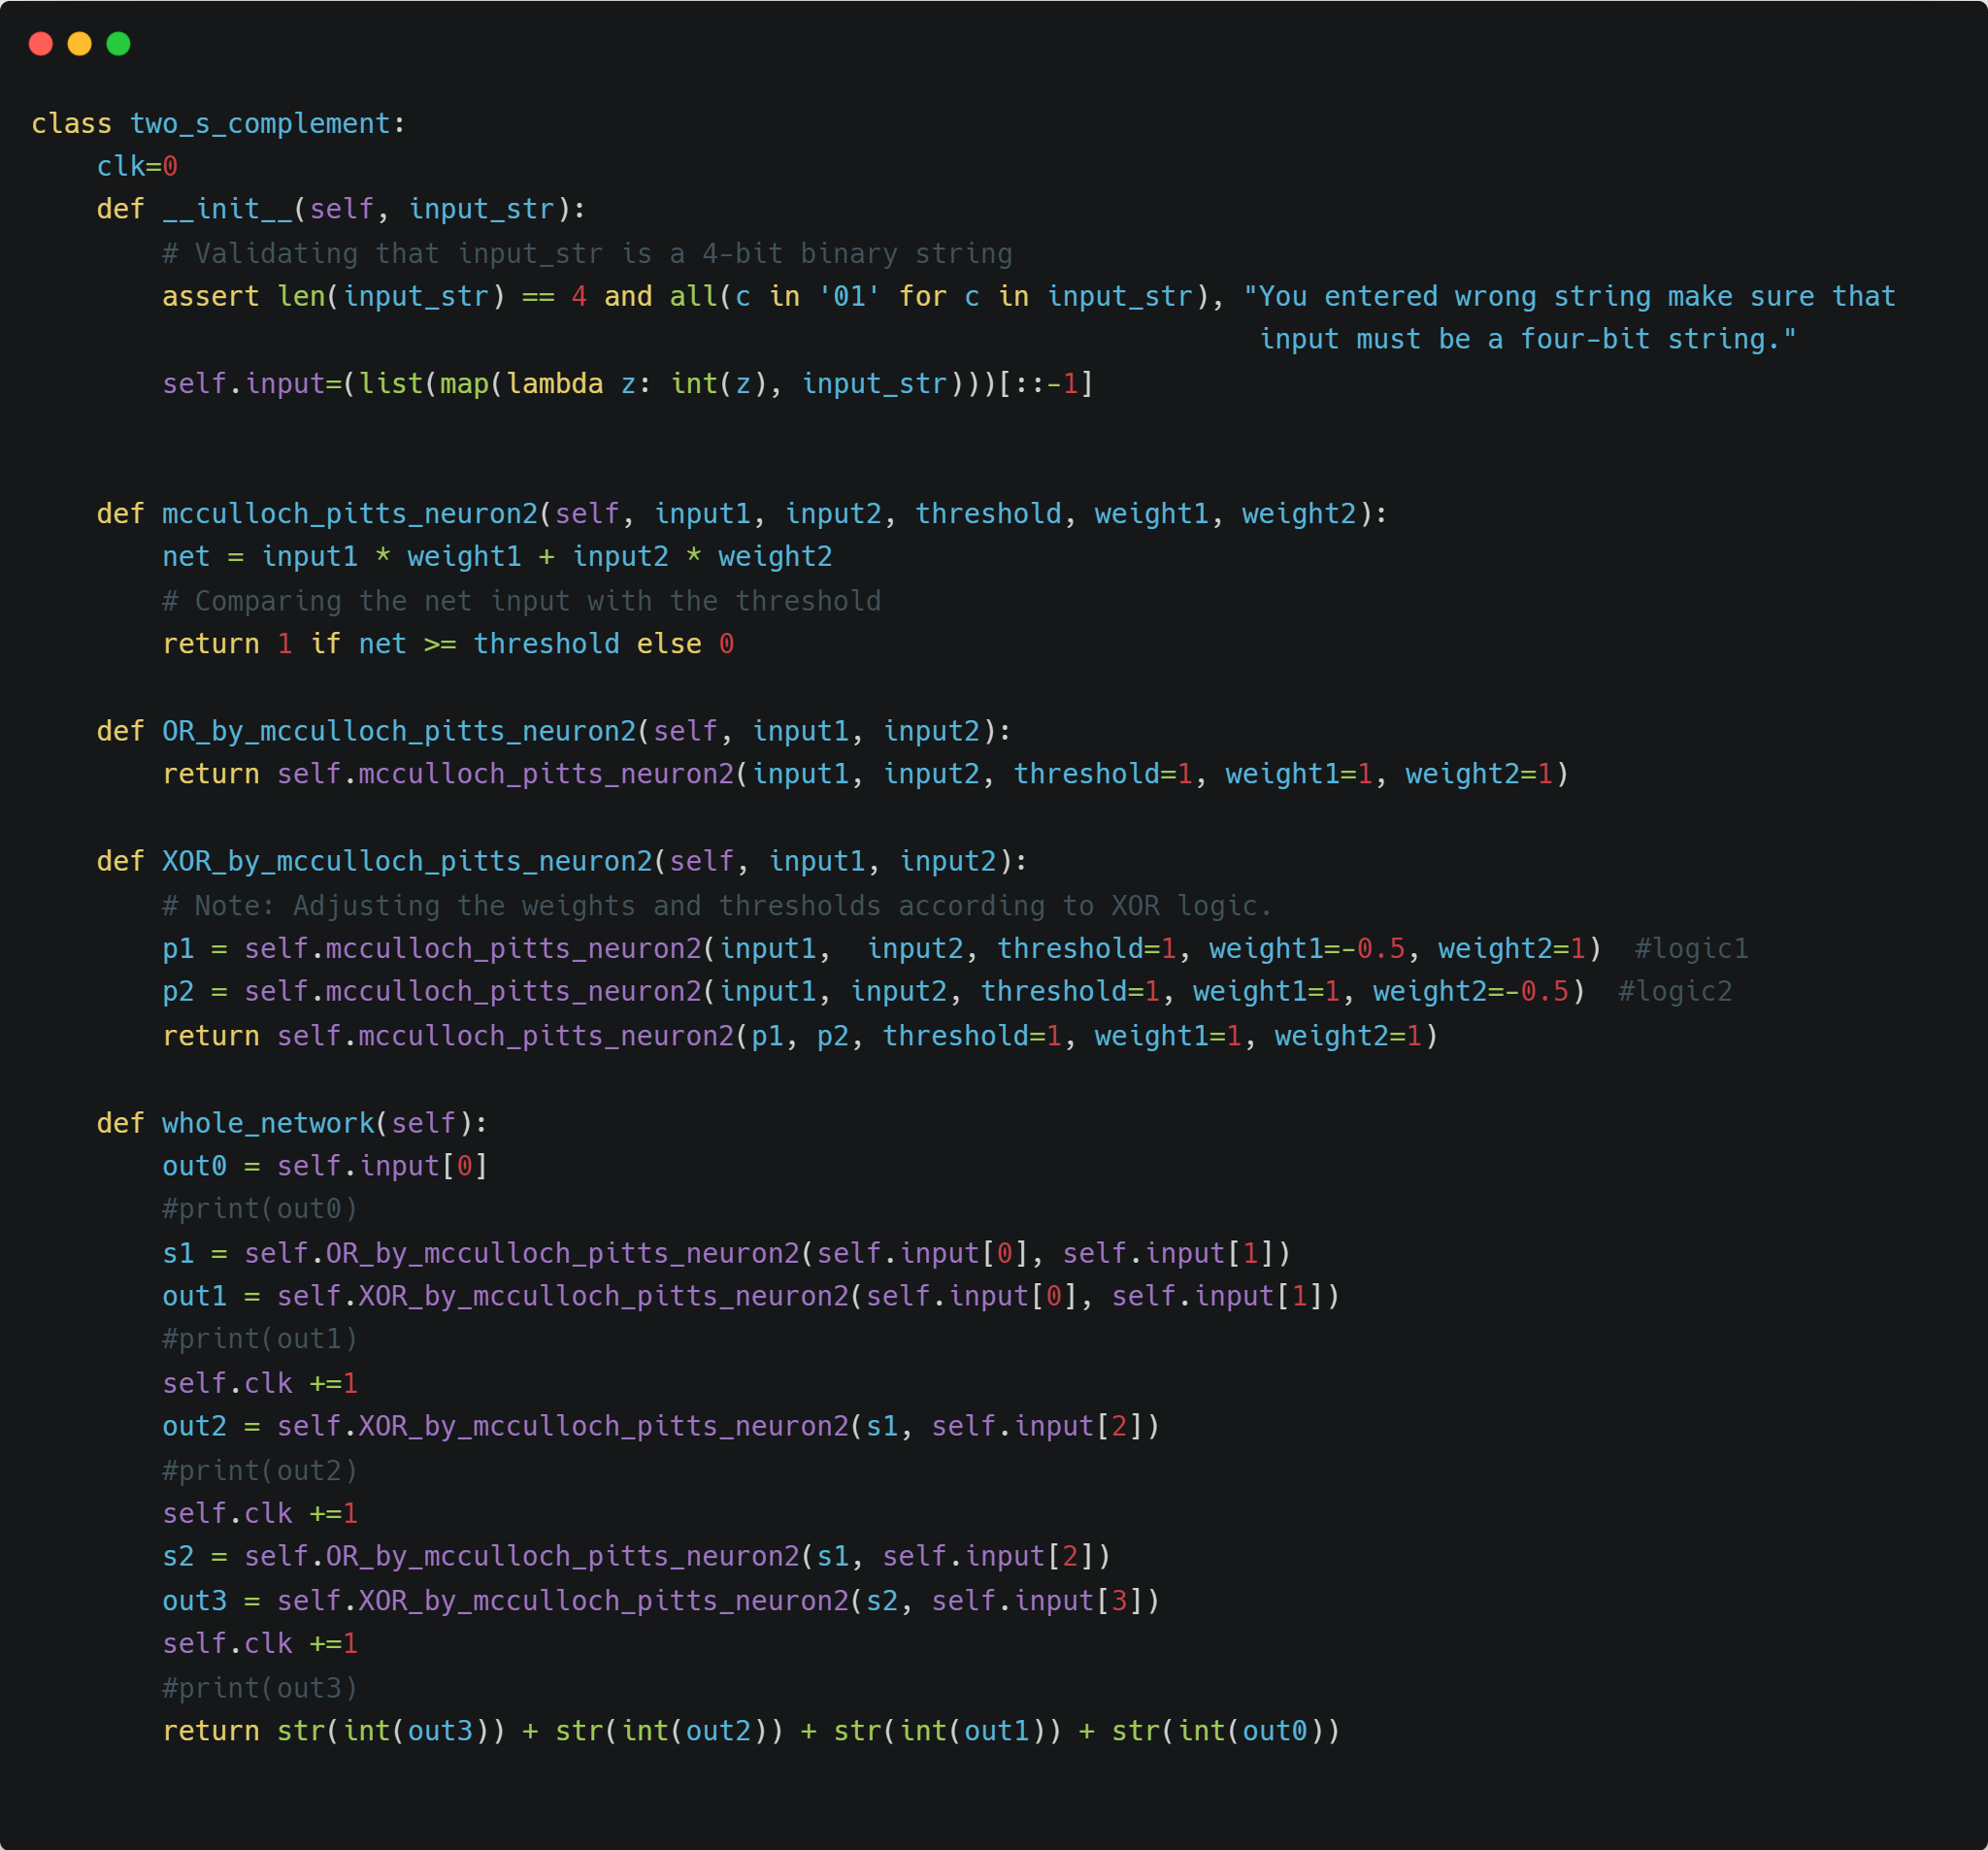 class two_s_complement:
    clk=0
    def __init__(self, input_str):
        # Validating that input_str is a 4-bit binary string
        assert len(input_str) == 4 and all(c in '01' for c in input_str), "You entered wrong string make sure that
                                                                           input must be a four-bit string."
        self.input=(list(map(lambda z: int(z), input_str)))[::-1]


    def mcculloch_pitts_neuron2(self, input1, input2, threshold, weight1, weight2):
        net = input1 * weight1 + input2 * weight2
        # Comparing the net input with the threshold
        return 1 if net >= threshold else 0

    def OR_by_mcculloch_pitts_neuron2(self, input1, input2):
        return self.mcculloch_pitts_neuron2(input1, input2, threshold=1, weight1=1, weight2=1)

    def XOR_by_mcculloch_pitts_neuron2(self, input1, input2):
        # Note: Adjusting the weights and thresholds according to XOR logic.
        p1 = self.mcculloch_pitts_neuron2(input1,  input2, threshold=1, weight1=-0.5, weight2=1)  #logic1
        p2 = self.mcculloch_pitts_neuron2(input1, input2, threshold=1, weight1=1, weight2=-0.5)  #logic2
        return self.mcculloch_pitts_neuron2(p1, p2, threshold=1, weight1=1, weight2=1)

    def whole_network(self):
        out0 = self.input[0]
        #print(out0)
        s1 = self.OR_by_mcculloch_pitts_neuron2(self.input[0], self.input[1])
        out1 = self.XOR_by_mcculloch_pitts_neuron2(self.input[0], self.input[1])
        #print(out1)
        self.clk +=1
        out2 = self.XOR_by_mcculloch_pitts_neuron2(s1, self.input[2])
        #print(out2)
        self.clk +=1
        s2 = self.OR_by_mcculloch_pitts_neuron2(s1, self.input[2])
        out3 = self.XOR_by_mcculloch_pitts_neuron2(s2, self.input[3])
        self.clk +=1
        #print(out3)
        return str(int(out3)) + str(int(out2)) + str(int(out1)) + str(int(out0))